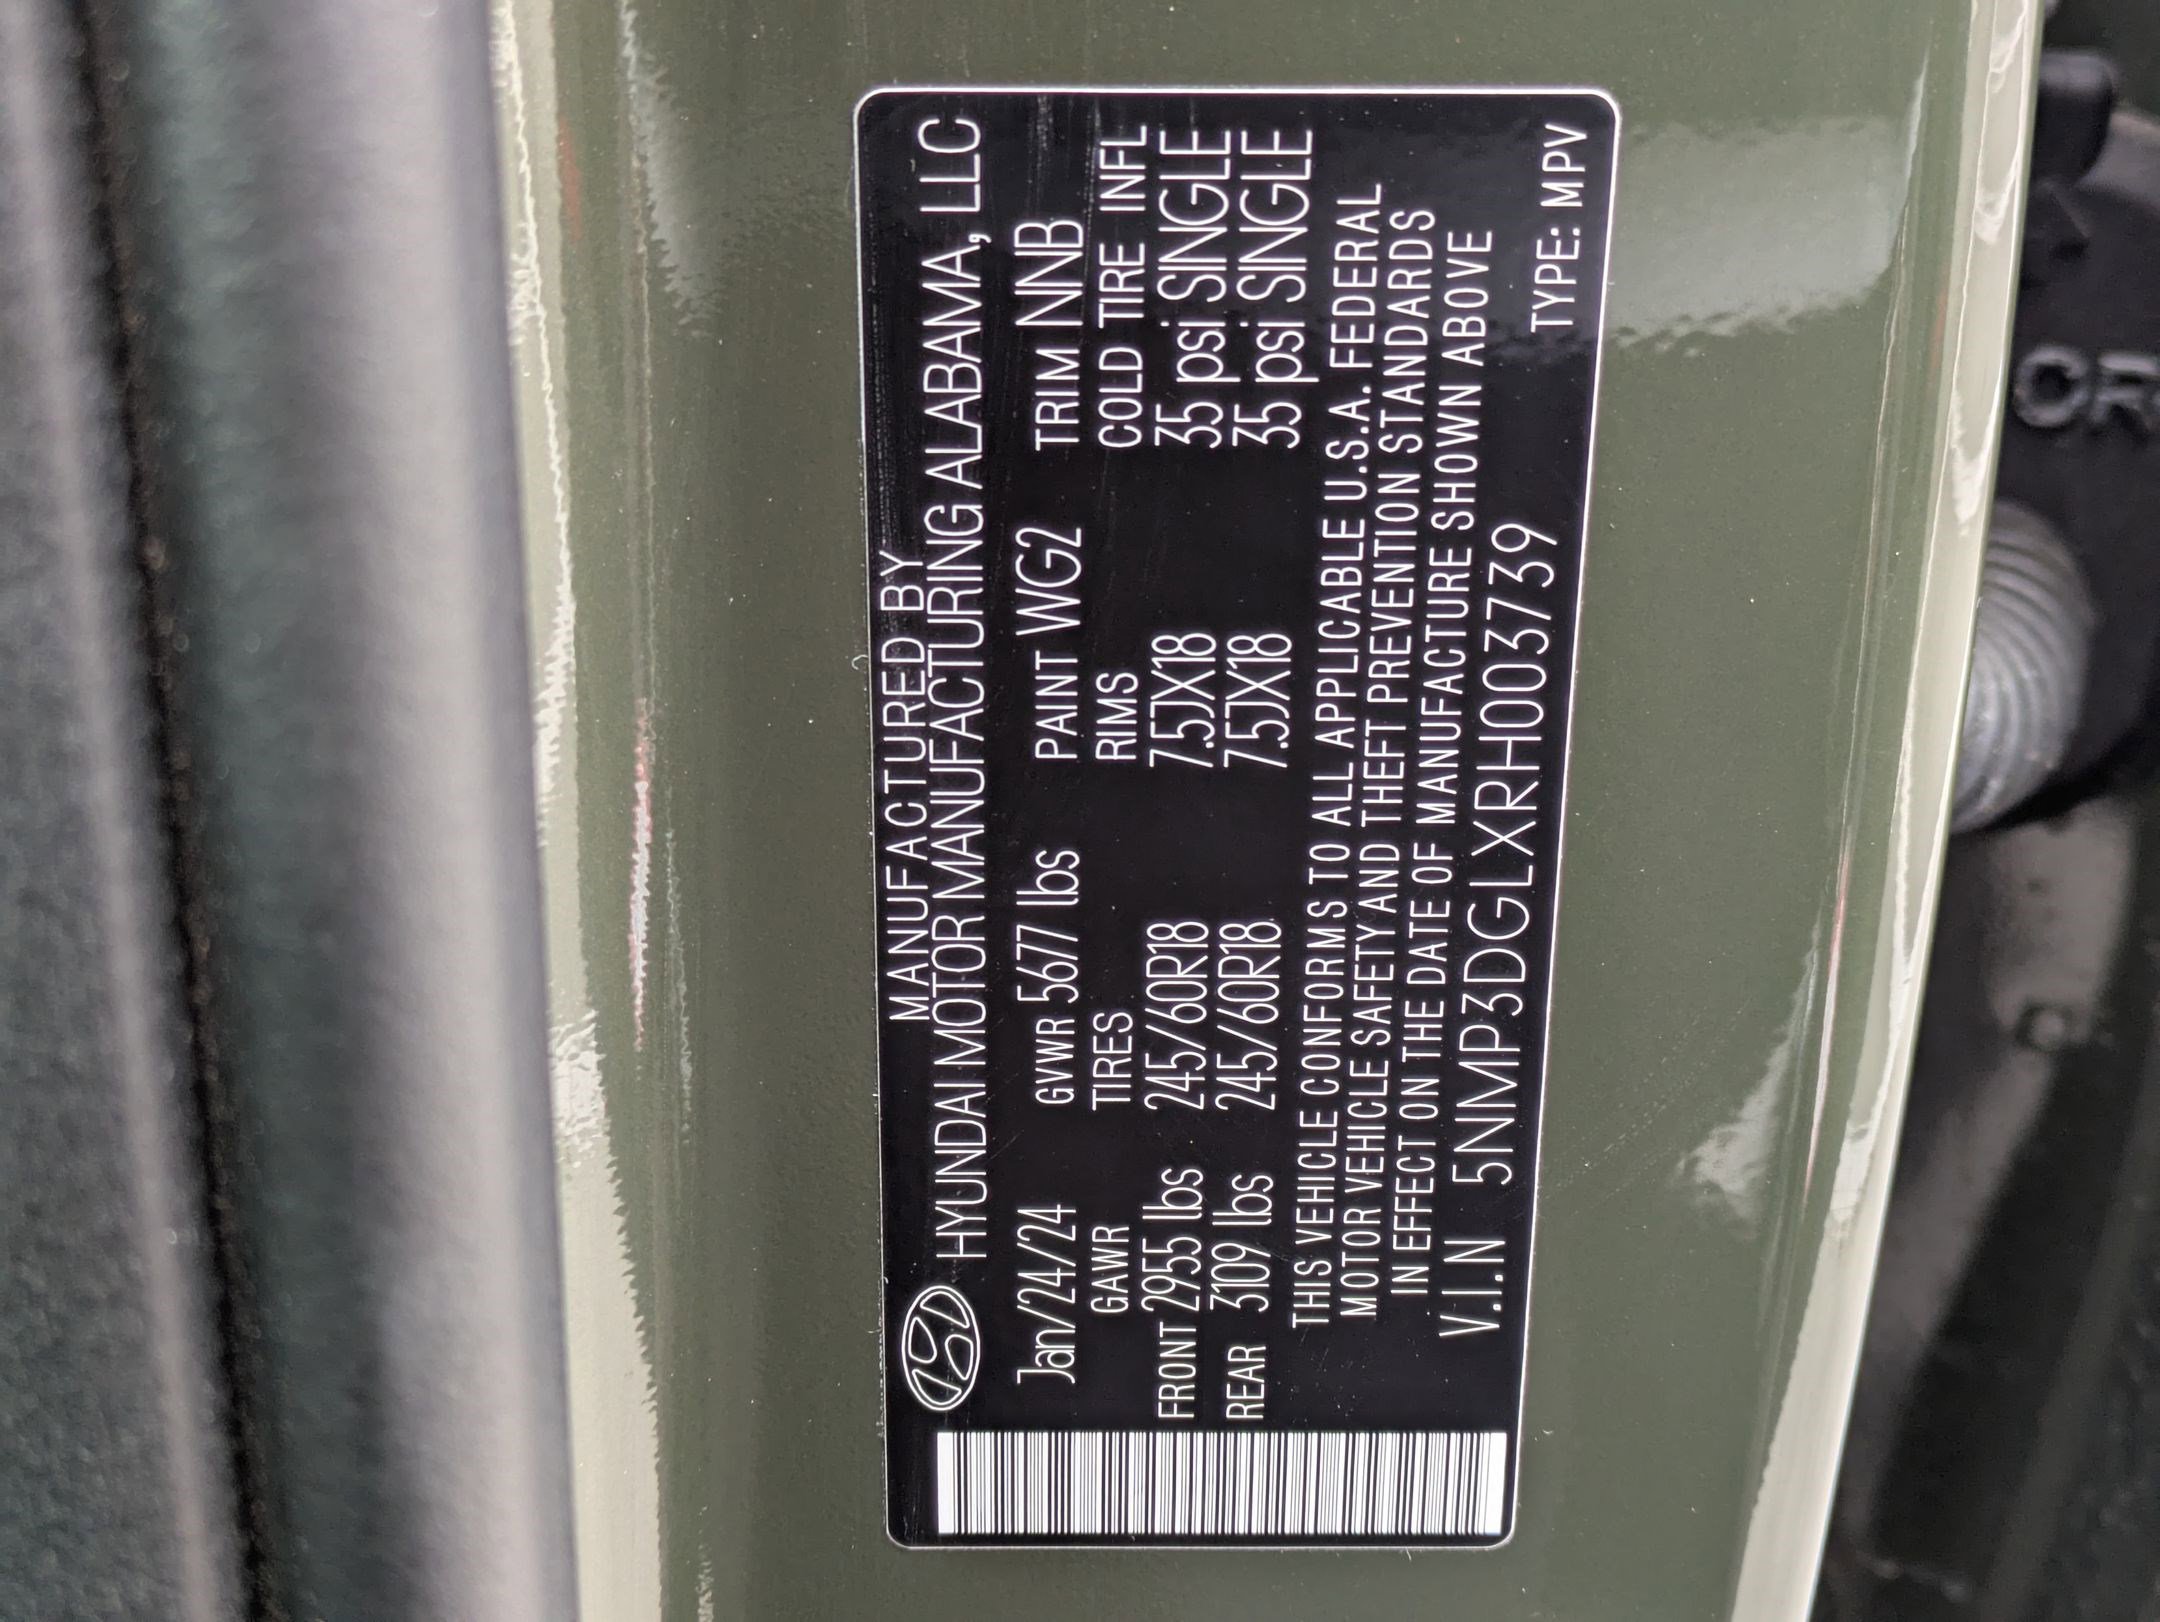 MANUFACTURED BY
HYUNDAI MOTOR MANUFACTURING ALABAMA, LLC
Jan/24/24 GVWR 5677 lbs PAINT WG2 TRIM NNB
GAWR TIRES RIMS COLD TIRE INFL
FRONT 2955 lbs 245/60R18 7.5JX18 35 psi SINGLE
REAR 3109 lbs 245/60R18 7.5JX18 35 psi SINGLE
THIS VEHICLE CONFORMS TO ALL APPLICABLE U.S.A. FEDERAL
MOTOR VEHICLE SAFETY AND THEFT PREVENTION STANDARDS
IN EFFECT ON THE DATE OF MANUFACTURE SHOWN ABOVE
V.I.N 5NMP3DGLXRH003739 TYPE: MPV